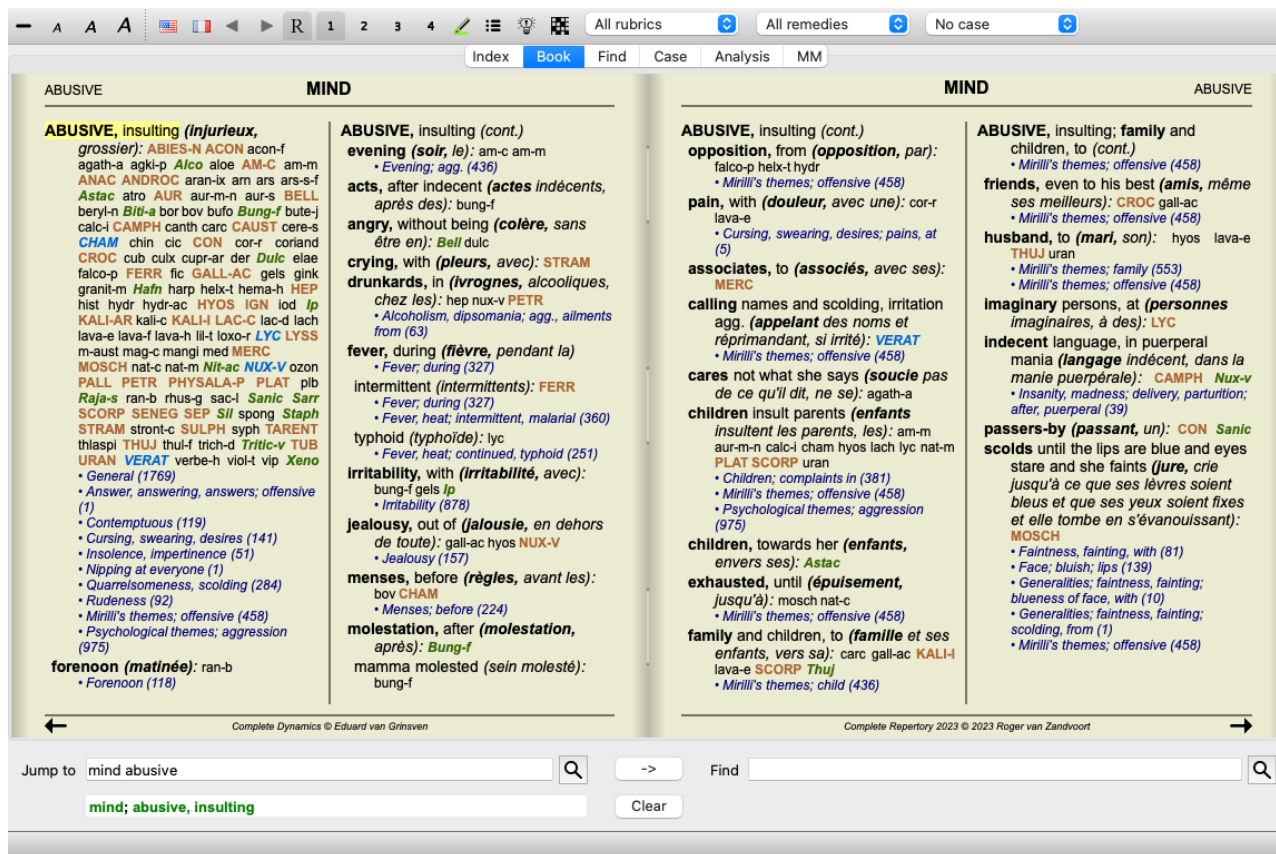 A A A R 1 2 3 4 All rubrics All remedies No case
Index Book Find Case Analysis MM
ABUSIVE MIND
ABUSIVE, insulting (injurieux,
grossier): ABIES-N ACON acon-f
agath-a agki-p Alco aloe AM-C am-m
ANAC ANDROC aran-ix arn ars ars-s-f
Astac atro AUR aur-m-n aur-s BELL
beryl-n Biti-a bor bov bufo Bung-f bute-j
calc-i CAMPH canth carc CAUST cere-s
CHAM chin cic CON cor-r coriand
CROC cub culx cupr-ar der Dulc elae
falco-p FERR fic GALL-AC gels gink
granit-m Hafn harp helx-t hema-h HEP
hist hydr hydr-ac HYOS IGN iod Ip
KALI-AR kali-c KALI-I LAC-C lac-d lach
lava-e lava-f lava-h lil-t loxo-r LYC LYSS
m-aust mag-c mangi med MERC
MOSCH nat-c nat-m Nit-ac NUX-V ozon
PALL PETR PHYSALA-P PLAT plb
Raja-s ran-b rhus-g sac-l Sanic Sarr
SCORP SENEG SEP Sil spong Staph
STRAM stront-c SULPH syph TARENT
thlaspi THUJ thul-f trich-d Tritic-v TUB
URAN VERAT verbe-h viol-t vip Xeno
• General (1769)
• Answer, answering, answers; offensive
(1)
• Contemptuous (119)
• Cursing, swearing, desires (141)
• Insolence, impertinence (51)
• Nipping at everyone (1)
• Quarrelsomeness, scolding (284)
• Rudeness (92)
• Mirilli's themes; offensive (458)
• Psychological themes; aggression
(975)
forenoon (matinée): ran-b
• Forenoon (118)
ABUSIVE, insulting (cont.)
evening (soir, le): am-c am-m
• Evening; agg. (436)
acts, after indecent (actes indécents,
après des): bung-f
angry, without being (colère, sans
être en): Bell dulc
crying, with (pleurs, avec): STRAM
drunkards, in (ivrognes, alcooliques,
chez les): hep nux-v PETR
• Alcoholism, dipsomania; agg., ailments
from (63)
fever, during (fièvre, pendant la)
• Fever; during (327)
intermittent (intermittents): FERR
• Fever; during (327)
• Fever, heat; intermittent, malarial (360)
typhoid (typhoïde): lyc
• Fever, heat; continued, typhoid (251)
irritability, with (irritabilité, avec):
bung-f gels Ip
• Irritability (878)
jealousy, out of (jalousie, en dehors
de toute): gall-ac hyos NUX-V
• Jealousy (157)
menses, before (règles, avant les):
bov CHAM
• Menses; before (224)
molestation, after (molestation,
après): Bung-f
mamma molested (sein molesté):
bung-f
Complete Dynamics © Eduard van Grinsven
MIND ABUSIVE
ABUSIVE, insulting (cont.)
opposition, from (opposition, par):
falco-p helx-t hydr
• Mirilli's themes; offensive (458)
pain, with (douleur, avec une): cor-r
lava-e
• Cursing, swearing, desires; pains, at
(5)
associates, to (associés, avec ses):
MERC
calling names and scolding, irritation
agg. (appelant des noms et
réprimandant, si irrité): VERAT
• Mirilli's themes; offensive (458)
cares not what she says (soucie pas
de ce qu'il dit, ne se): agath-a
children insult parents (enfants
insultent les parents, les): am-m
aur-m-n calc-i cham hyos lach lyc nat-m
PLAT SCORP uran
• Children; complaints in (381)
• Mirilli's themes; offensive (458)
• Psychological themes; aggression
(975)
children, towards her (enfants,
envers ses): Astac
exhausted, until (épuisement,
jusqu'à): mosch nat-c
• Mirilli's themes; offensive (458)
family and children, to (famille et ses
enfants, vers sa): carc gall-ac KALI-I
lava-e SCORP Thuj
• Mirilli's themes; child (436)
ABUSIVE, insulting; family and
children, to (cont.)
• Mirilli's themes; offensive (458)
friends, even to his best (amis, même
ses meilleurs): CROC gall-ac
• Mirilli's themes; offensive (458)
husband, to (mari, son): hyos lava-e
THUJ uran
• Mirilli's themes; family (553)
• Mirilli's themes; offensive (458)
imaginary persons, at (personnes
imaginaires, à des): LYC
indecent language, in puerperal
mania (langage indécent, dans la
manie puerpérale): CAMPH Nux-v
• Insanity, madness; delivery, parturition;
after, puerperal (39)
passers-by (passant, un): CON Sanic
scolds until the lips are blue and eyes
stare and she faints (jure, crie
jusqu'à ce que ses lèvres soient
bleus et que ses yeux soient fixes
et elle tombe en s'évanouissant):
MOSCH
• Faintness, fainting, with (81)
• Face; bluish; lips (139)
• Generalities; faintness, fainting;
blueness of face, with (10)
• Generalities; faintness, fainting;
scolding, from (1)
• Mirilli's themes; offensive (458)
Complete Repertory 2023 © 2023 Roger van Zandvoort
Jump to mind abusive -> Find
mind; abusive, insulting Clear